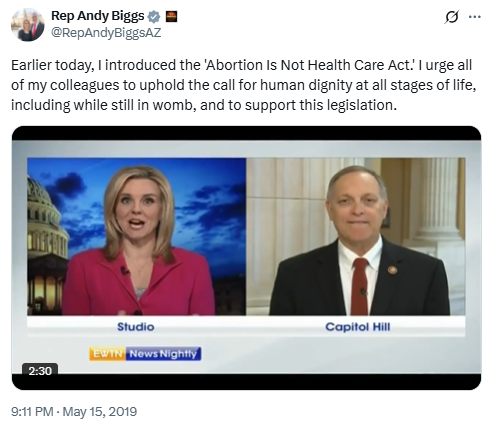 Rep Andy Biggs
@RepAndyBiggsAZ
Earlier today, I introduced the 'Abortion Is Not Health Care Act.' I urge all
of my colleagues to uphold the call for human dignity at all stages of life,
including while still in womb, and to support this legislation.
Studio
Capitol Hill
EWTN News Nightly
2:30
9:11 PM · May 15, 2019